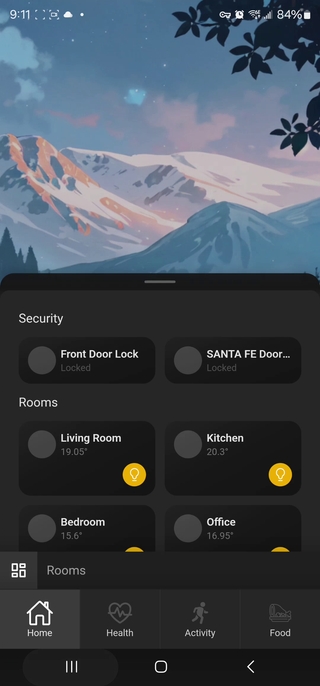 9:11
84%
Security
Front Door Lock
Locked
SANTA FE Door...
Locked
Rooms
Living Room
19.05°
Kitchen
20.3°
Bedroom
15.6°
Office
16.95°
Rooms
Home
Health
Activity
Food